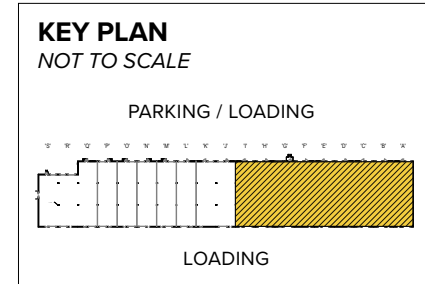 KEY PLAN
NOT TO SCALE
PARKING / LOADING
'S' 'R' 'Q' 'P' 'O' 'N' 'M' 'L' 'K' 'J' 'I' 'H' 'G' 'F' 'E' 'D' 'C' 'B' 'A'
LOADING